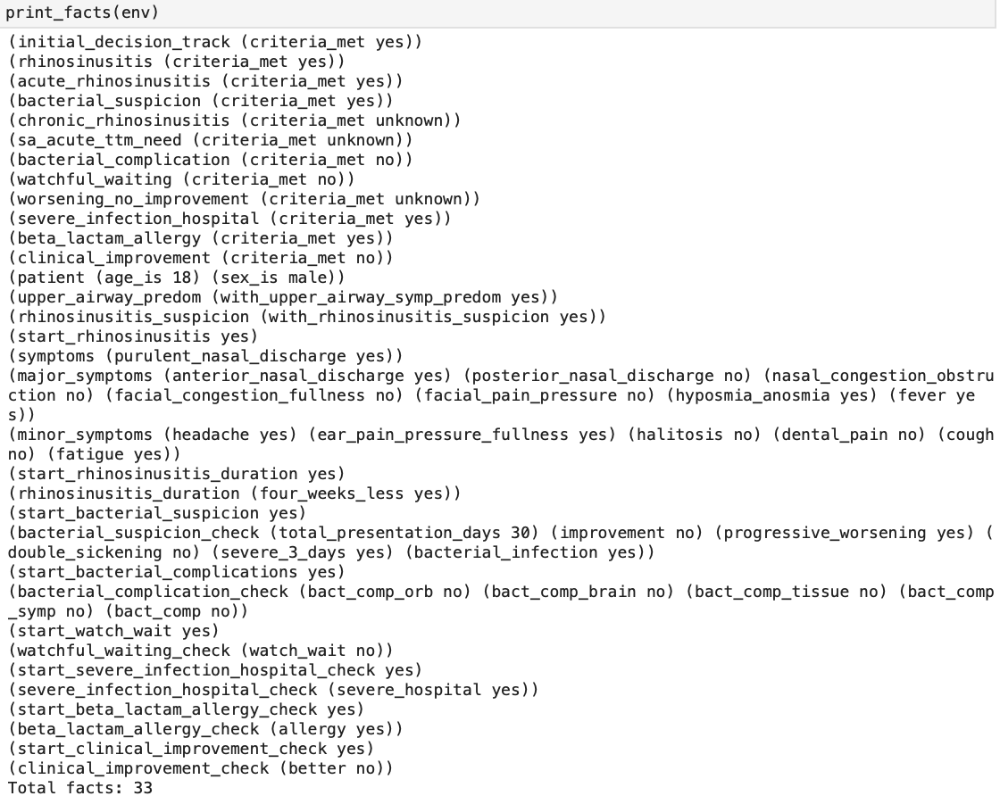 print_facts(env)
(initial_decision_track (criteria_met yes))
(rhinosinusitis (criteria_met yes))
(acute_rhinosinusitis (criteria_met yes))
(bacterial_suspicion (criteria_met yes))
(chronic_rhinosinusitis (criteria_met unknown))
(sa_acute_ttm_need (criteria_met unknown))
(bacterial_complication (criteria_met no))
(watchful_waiting (criteria_met no))
(worsening_no_improvement (criteria_met unknown))
(severe_infection_hospital (criteria_met yes))
(beta_lactam_allergy (criteria_met yes))
(clinical_improvement (criteria_met no))
(patient (age_is 18) (sex_is male))
(upper_airway_predom (with_upper_airway_symp_predom yes))
(rhinosinusitis_suspicion (with_rhinosinusitis_suspicion yes))
(start_rhinosinusitis yes)
(symptoms (purulent_nasal_discharge yes))
(major_symptoms (anterior_nasal_discharge yes) (posterior_nasal_discharge no) (nasal_congestion_obstru
ction no) (facial_congestion_fullness no) (facial_pain_pressure no) (hyposmia_anosmia yes) (fever ye
s))
(minor_symptoms (headache yes) (ear_pain_pressure_fullness yes) (halitosis no) (dental_pain no) (cough
no) (fatigue yes))
(start_rhinosinusitis_duration yes)
(rhinosinusitis_duration (four_weeks_less yes))
(start_bacterial_suspicion yes)
(bacterial_suspicion_check (total_presentation_days 30) (improvement no) (progressive_worsening yes) (
double_sickening no) (severe_3_days yes) (bacterial_infection yes))
(start_bacterial_complications yes)
(bacterial_complication_check (bact_comp_orb no) (bact_comp_brain no) (bact_comp_tissue no) (bact_comp
_symp no) (bact_comp no))
(start_watch_wait yes)
(watchful_waiting_check (watch_wait no))
(start_severe_infection_hospital_check yes)
(severe_infection_hospital_check (severe_hospital yes))
(start_beta_lactam_allergy_check yes)
(beta_lactam_allergy_check (allergy yes))
(start_clinical_improvement_check yes)
(clinical_improvement_check (better no))
Total facts: 33